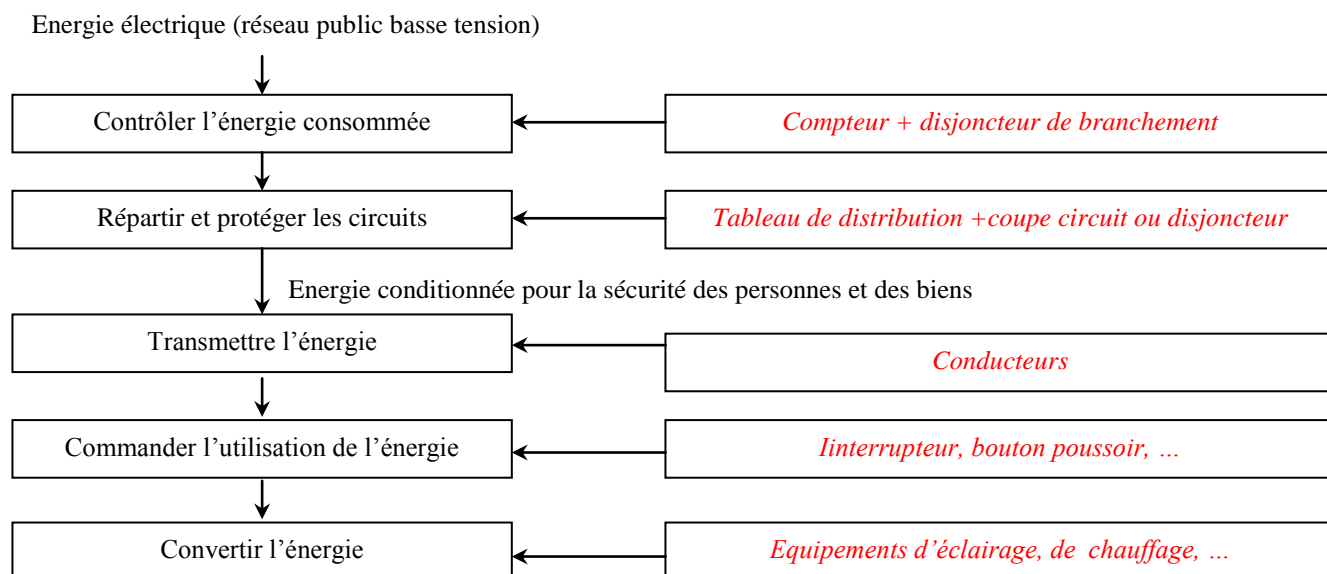 Energie électrique (réseau public basse tension)
Contrôler l’énergie consommée
Compteur + disjoncteur de branchement
Répartir et protéger les circuits
Tableau de distribution +coupe circuit ou disjoncteur
Energie conditionnée pour la sécurité des personnes et des biens
Transmettre l’énergie
Conducteurs
Commander l’utilisation de l’énergie
Iinterrupteur, bouton poussoir, …
Convertir l’énergie
Equipements d’éclairage, de chauffage, …